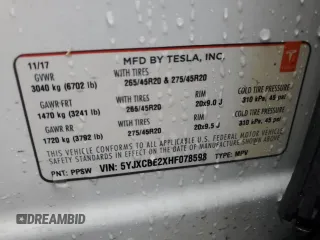 11/17
MFD BY TESLA, INC.
GVWR
3040 kg (6702 lb)
WITH TIRES
265/45R20 & 275/45R20
GAWR FRT
1470 kg (3241 lb)
WITH TIRES
265/45R20
RIM
20x9.0 J
COLD TIRE PRESSURE
310 kPa, 45 psi
GAWR RR
1720 kg (3792 lb)
275/45R20
RIM
20x9.5 J
COLD TIRE PRESSURE
310 kPa, 45 psi
THIS VEHICLE CONFORMS TO ALL APPLICABLE
U.S. FEDERAL MOTOR VEHICLE SAFETY
IN EFFECT ON THE DATE OF MANUFACTURE SHOWN ABOVE.
PNT: PPSW
VIN: 5YJXCBE2XHF078598
TYPE: MPV
DREAMBID
dreambid.com